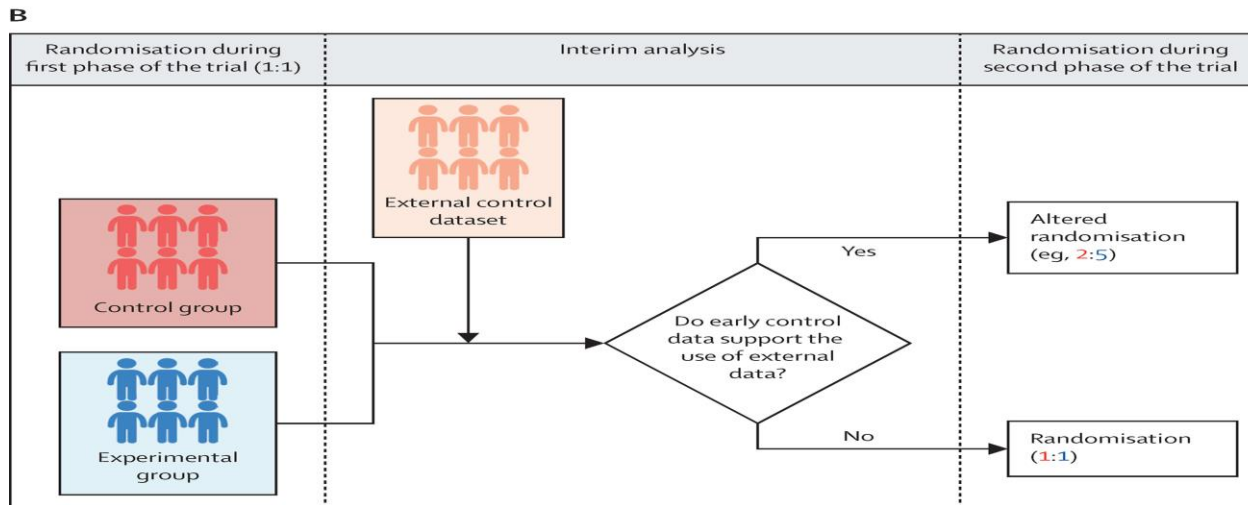 B
Randomisation during
first phase of the trial (1:1)
Interim analysis
Randomisation during
second phase of the trial
External control
dataset
Control group
Experimental
group
Do early control
data support the
use of external
data?
Yes
No
Altered
randomisation
(eg, 2:5)
Randomisation
(1:1)